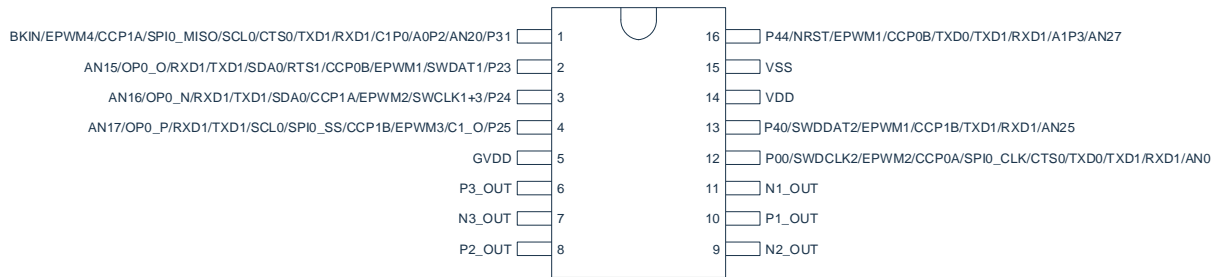 BKIN/EPWM4/CCP1A/SPI0_MISO/SCL0/CTS0/TXD1/RXD1/C1P0/A0P2/AN20/P31 1
16 P44/NRST/EPWM1/CCP0B/TXD0/TXD1/RXD1/A1P3/AN27
AN15/OP0_O/RXD1/TXD1/SDA0/RTS1/CCP0B/EPWM1/SWDAT1/P23 2
15 VSS
AN16/OP0_N/RXD1/TXD1/SDA0/CCP1A/EPWM2/SWCLK1+3/P24 3
14 VDD
AN17/OP0_P/RXD1/TXD1/SCL0/SPI0_SS/CCP1B/EPWM3/C1_O/P25 4
13 P40/SWDDAT2/EPWM1/CCP1B/TXD1/RXD1/AN25
GVDD 5
12 P00/SWDCLK2/EPWM2/CCP0A/SPI0_CLK/CTS0/TXD0/TXD1/RXD1/AN0
P3_OUT 6
11 N1_OUT
N3_OUT 7
10 P1_OUT
P2_OUT 8
9 N2_OUT